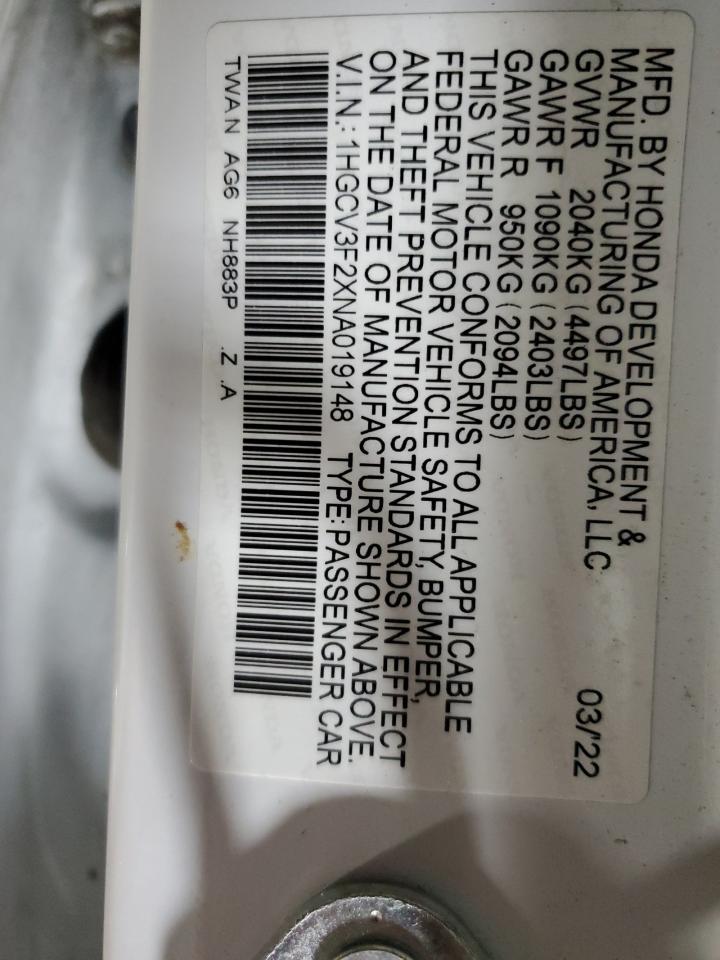 MFD. BY HONDA DEVELOPMENT &
MANUFACTURING OF AMERICA, LLC
GVWR 2040KG (4497LBS) 03/'22
GAWR F 1090KG (2403LBS)
GAWR R 950KG (2094LBS)
THIS VEHICLE CONFORMS TO ALL APPLICABLE
FEDERAL MOTOR VEHICLE SAFETY, BUMPER,
AND THEFT PREVENTION STANDARDS IN EFFECT
ON THE DATE OF MANUFACTURE SHOWN ABOVE.
V.I.N.: 1HGCV3F2XNA019148 TYPE: PASSENGER CAR
TWAN AG6 NH883P .Z .A